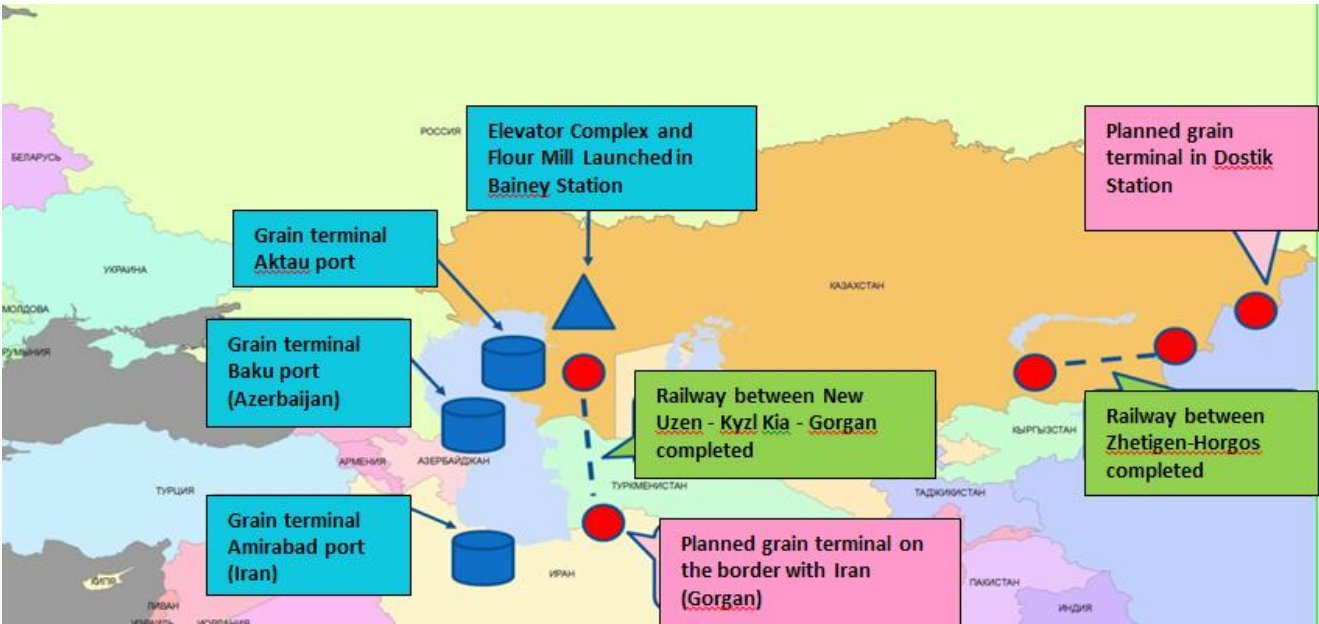 РОССИЯ
БЕЛАРУСЬ
УКРАИНА
МОЛДОВА
РУМЫНИЯ
Elevator Complex and
Flour Mill Launched in
Bainey Station
Planned grain
terminal in Dostik
Station
Grain terminal
Aktau port
КАЗАХСТАН
Grain terminal
Baku port
(Azerbaijan)
Railway between New
Uzen - Kyzl Kia - Gorgan
completed
Railway between
Zhetigen-Horgos
completed
КЫРГЫЗСТАН
АРМЕНИЯ
АЗЕРБАЙДЖАН
ТУРЦИЯ
ТУРКМЕНИСТАН
ТАДЖИКИСТАН
Grain terminal
Amirabad port
(Iran)
Planned grain terminal on
the border with Iran
(Gorgan)
ИРАН
ПАКИСТАН
ИНДИЯ
КИПР
ЛИВАН